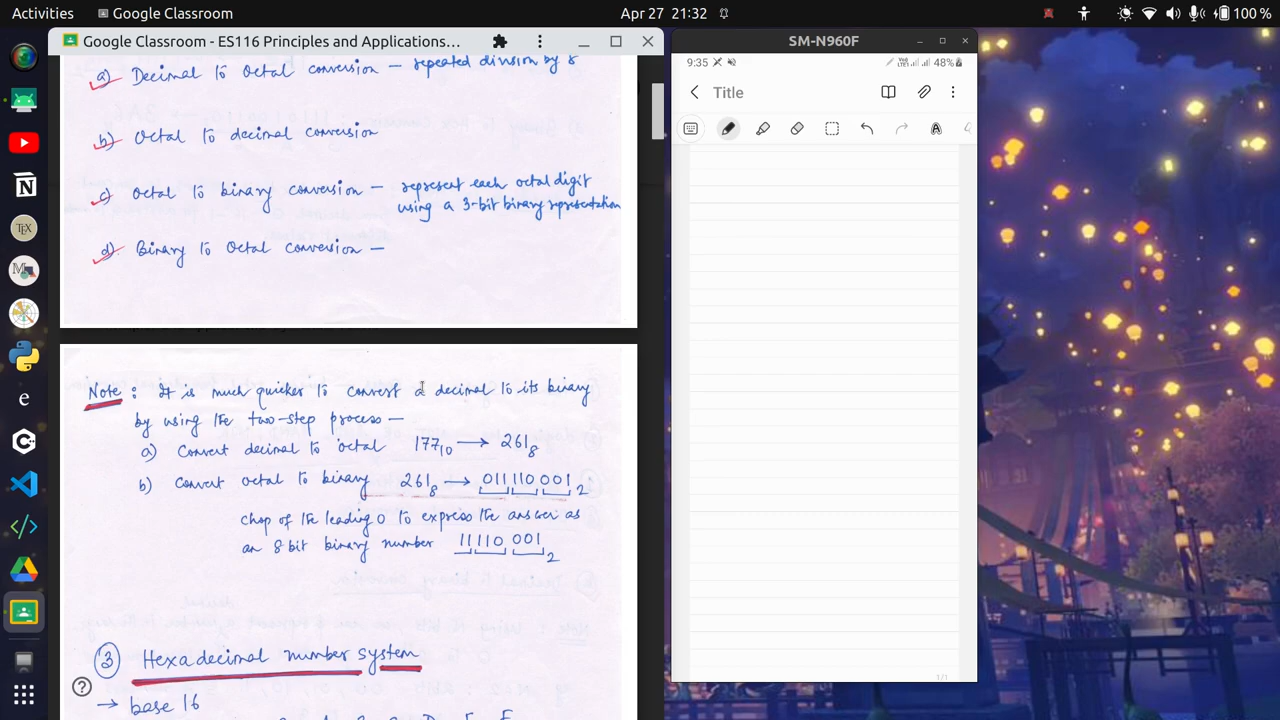 Activities
Google Classroom
Apr 27 21:32
100 %
Google Classroom - ES116 Principles and Applications…
a) Decimal to Octal conversion — repeated division by 8
b) Octal to decimal conversion
c) Octal to binary conversion — represent each octal digit
using a 3-bit binary representation
d) Binary to Octal conversion —
Note : It is much quicker to convert a decimal to its binary
by using the two-step process —
a) Convert decimal to octal 177₁₀ → 261₈
b) Convert octal to binary 261₈ → 011 110 001₂
chop of the leading 0 to express the answer as
an 8 bit binary number 11110 001₂
③ Hexadecimal number system
→ base 16
?
SM-N960F
9:35
48%
Title
1/1
TEX
e